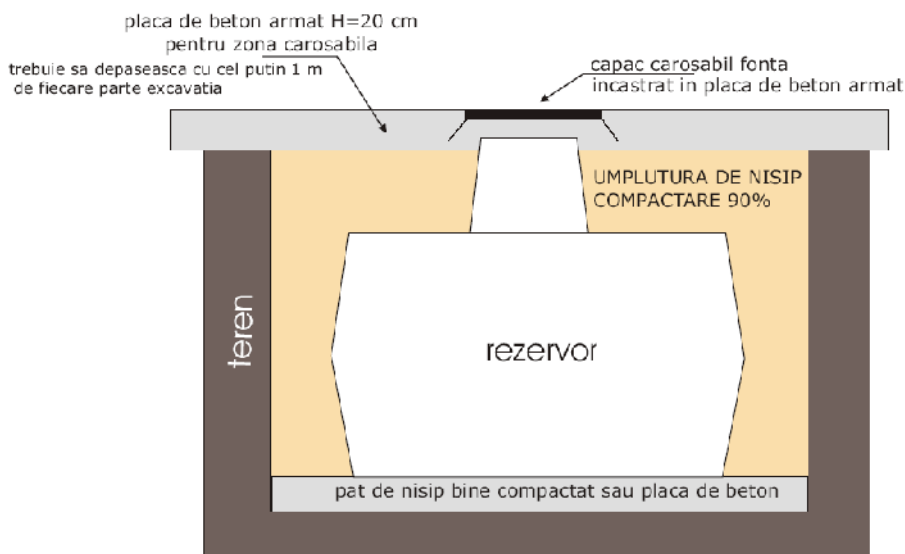 placa de beton armat H=20 cm
pentru zona carosabila
trebuie sa depaseasca cu cel putin 1 m
de fiecare parte excavatia
capac carosabil fonta
incastrat in placa de beton armat
UMPLUTURA DE NISIP
COMPACTARE 90%
teren
rezervor
pat de nisip bine compactat sau placa de beton